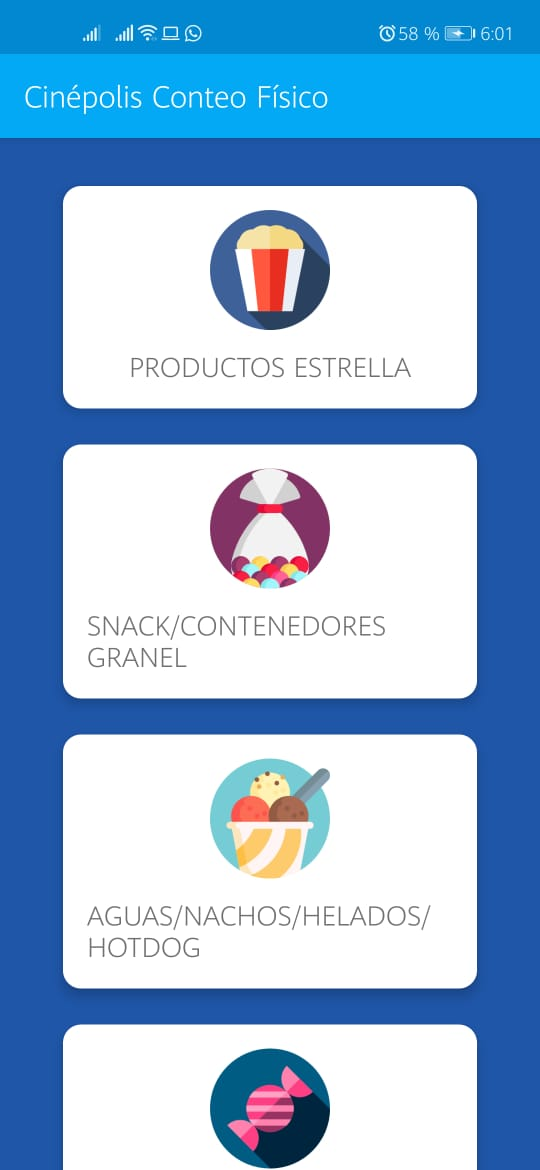 58 % 6:01
Cinépolis Conteo Físico
PRODUCTOS ESTRELLA
SNACK/CONTENEDORES
GRANEL
AGUAS/NACHOS/HELADOS/
HOTDOG